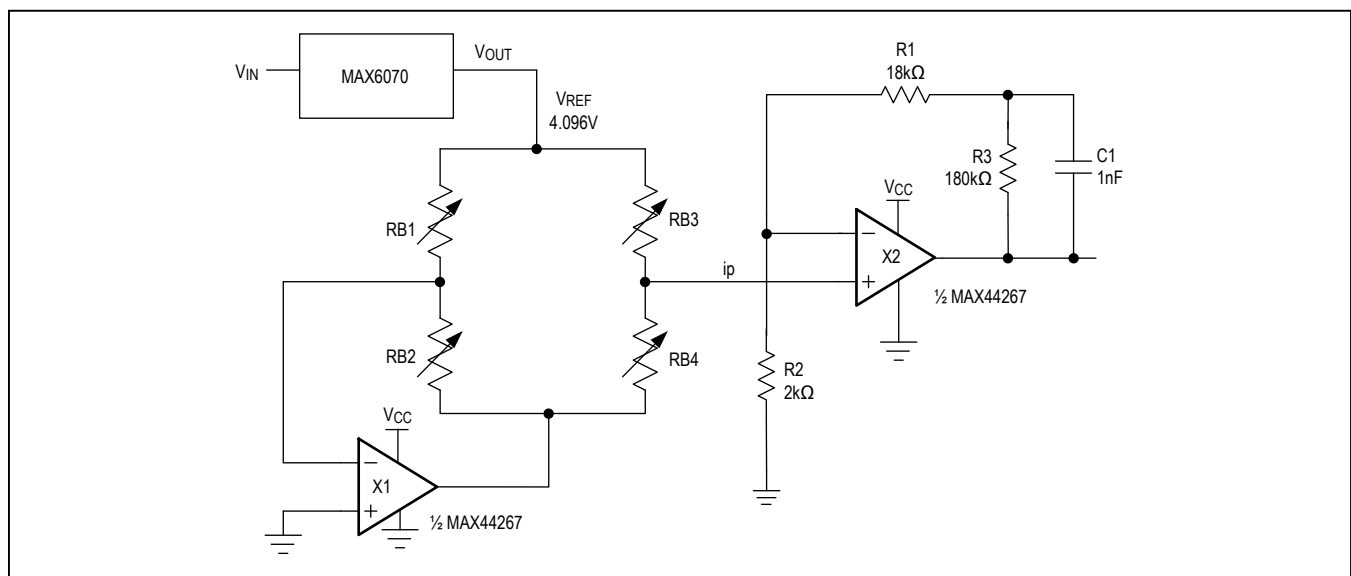 VIN
MAX6070
VOUT
VREF
4.096V
RB1
RB3
RB2
RB4
ip
R1
18kΩ
R3
180kΩ
C1
1nF
VCC
−
X2
+
½ MAX44267
R2
2kΩ
VCC
−
X1
+
½ MAX44267